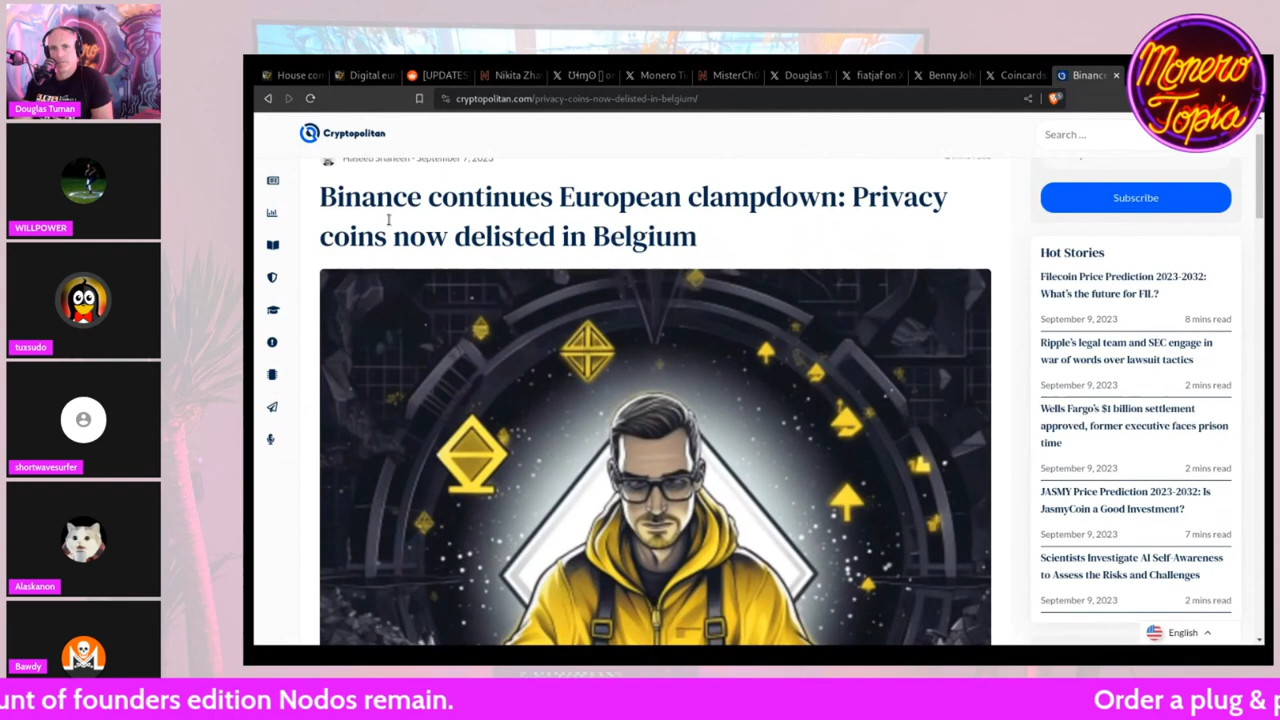 Douglas Tuman
WILLPOWER
tuxsudo
shortwavesurfer
Alaskanon
Bawdy
House con
Digital eur
[UPDATES
Nikita Zha
Monero T
MisterCh
Douglas T
fiatjaf on X
Benny Joh
Coincards
Binanc
cryptopolitan.com/privacy-coins-now-delisted-in-belgium/
Monero
Topia
Cryptopolitan
Search ...
Haseeb Shaheen - September 7, 2023
Binance continues European clampdown: Privacy
coins now delisted in Belgium
Subscribe
Hot Stories
Filecoin Price Prediction 2023-2032:
What's the future for FIL?
September 9, 2023 8 mins read
Ripple's legal team and SEC engage in
war of words over lawsuit tactics
September 9, 2023 2 mins read
Wells Fargo's $1 billion settlement
approved, former executive faces prison
time
September 9, 2023 2 mins read
JASMY Price Prediction 2023-2032: Is
JasmyCoin a Good Investment?
September 9, 2023 7 mins read
Scientists Investigate AI Self-Awareness
to Assess the Risks and Challenges
September 9, 2023 2 mins read
English
unt of founders edition Nodos remain. Order a plug & p